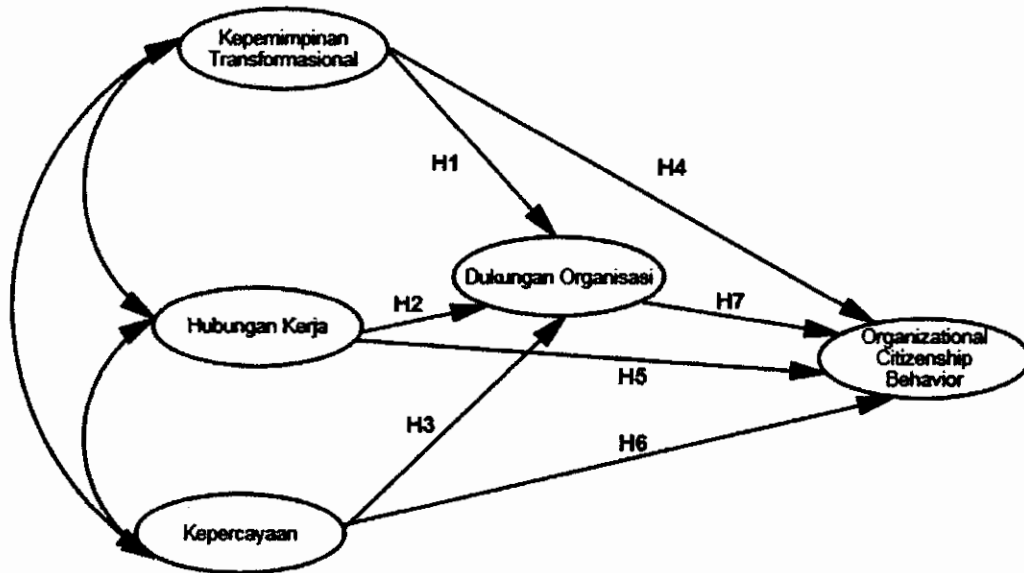 Kepemimpinan
Transformasional
H1
H4
Dukungan Organisasi
H2
H7
Hubungan Kerja
Organizational
Citizenship
Behavior
H5
H3
H6
Kepercayaan